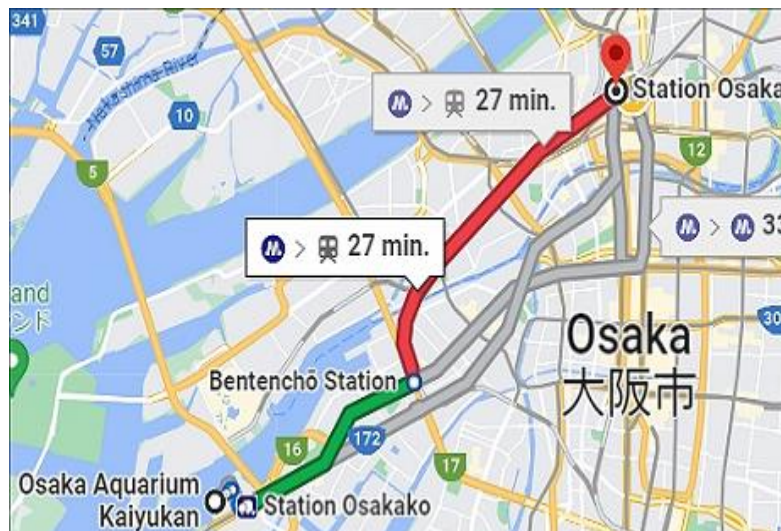 341
57
Nakashima River
10
5
M > 27 min.
Station Osaka
12
M > 27 min.
M > M 33
and
ンド
30
Osaka
大阪市
Bentenchō Station
172
16
17
Osaka Aquarium
Kaiyukan
Station Osakako